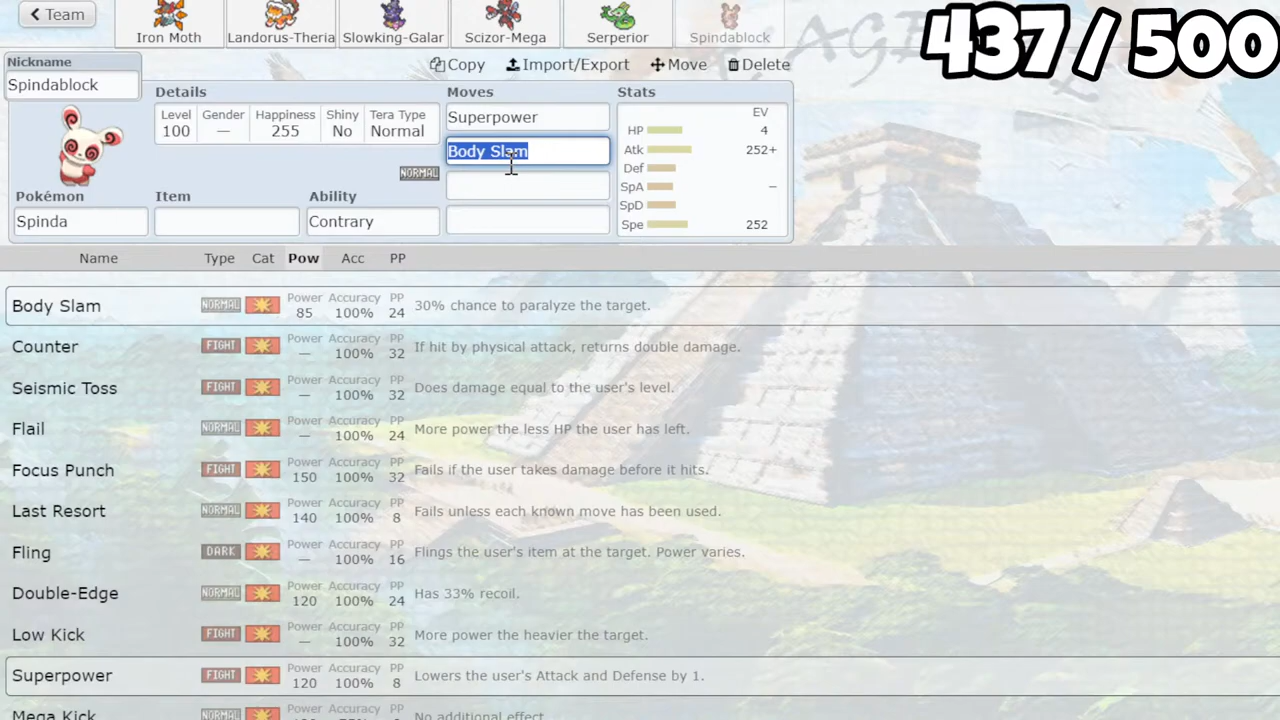 Team
Iron Moth
Landorus-Theria
Slowking-Galar
Scizor-Mega
Serperior
Spindablock
437 / 500
Nickname
Spindablock
Copy Import/Export Move Delete
Details
Level Gender Happiness Shiny Tera Type
100 — 255 No Normal
NORMAL
Pokémon
Spinda
Item
Ability
Contrary
Moves
Superpower
Body Slam
Stats
EV
HP 4
Atk 252+
Def
SpA –
SpD
Spe 252
Name Type Cat Pow Acc PP
Body Slam NORMAL Power 85 Accuracy 100% PP 24 30% chance to paralyze the target.
Counter FIGHT Power — Accuracy 100% PP 32 If hit by physical attack, returns double damage.
Seismic Toss FIGHT Power — Accuracy 100% PP 32 Does damage equal to the user's level.
Flail NORMAL Power — Accuracy 100% PP 24 More power the less HP the user has left.
Focus Punch FIGHT Power 150 Accuracy 100% PP 32 Fails if the user takes damage before it hits.
Last Resort NORMAL Power 140 Accuracy 100% PP 8 Fails unless each known move has been used.
Fling DARK Power — Accuracy 100% PP 16 Flings the user's item at the target. Power varies.
Double-Edge NORMAL Power 120 Accuracy 100% PP 24 Has 33% recoil.
Low Kick FIGHT Power — Accuracy 100% PP 32 More power the heavier the target.
Superpower FIGHT Power 120 Accuracy 100% PP 8 Lowers the user's Attack and Defense by 1.
Mega Kick NORMAL Power Accuracy PP No additional effect.